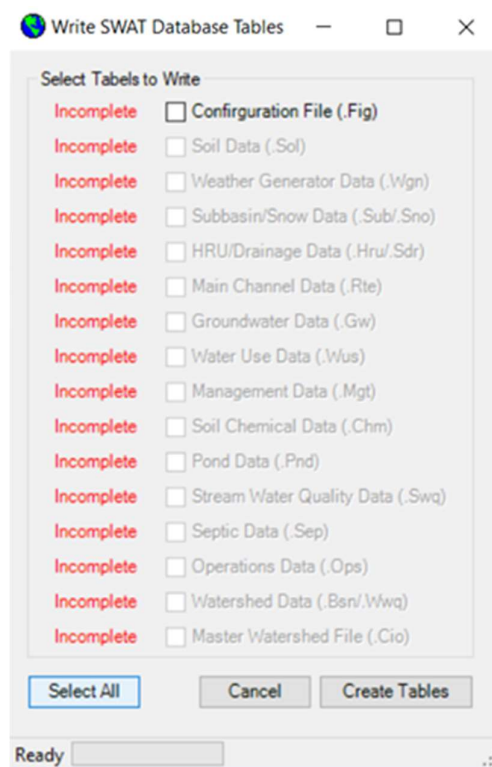 Write SWAT Database Tables
Select Tabels to Write
Incomplete Confirguration File (.Fig)
Incomplete Soil Data (.Sol)
Incomplete Weather Generator Data (.Wgn)
Incomplete Subbasin/Snow Data (.Sub/.Sno)
Incomplete HRU/Drainage Data (.Hru/.Sdr)
Incomplete Main Channel Data (.Rte)
Incomplete Groundwater Data (.Gw)
Incomplete Water Use Data (.Wus)
Incomplete Management Data (.Mgt)
Incomplete Soil Chemical Data (.Chm)
Incomplete Pond Data (.Pnd)
Incomplete Stream Water Quality Data (.Swq)
Incomplete Septic Data (.Sep)
Incomplete Operations Data (.Ops)
Incomplete Watershed Data (.Bsn/.Wwq)
Incomplete Master Watershed File (.Cio)
Select All Cancel Create Tables
Ready